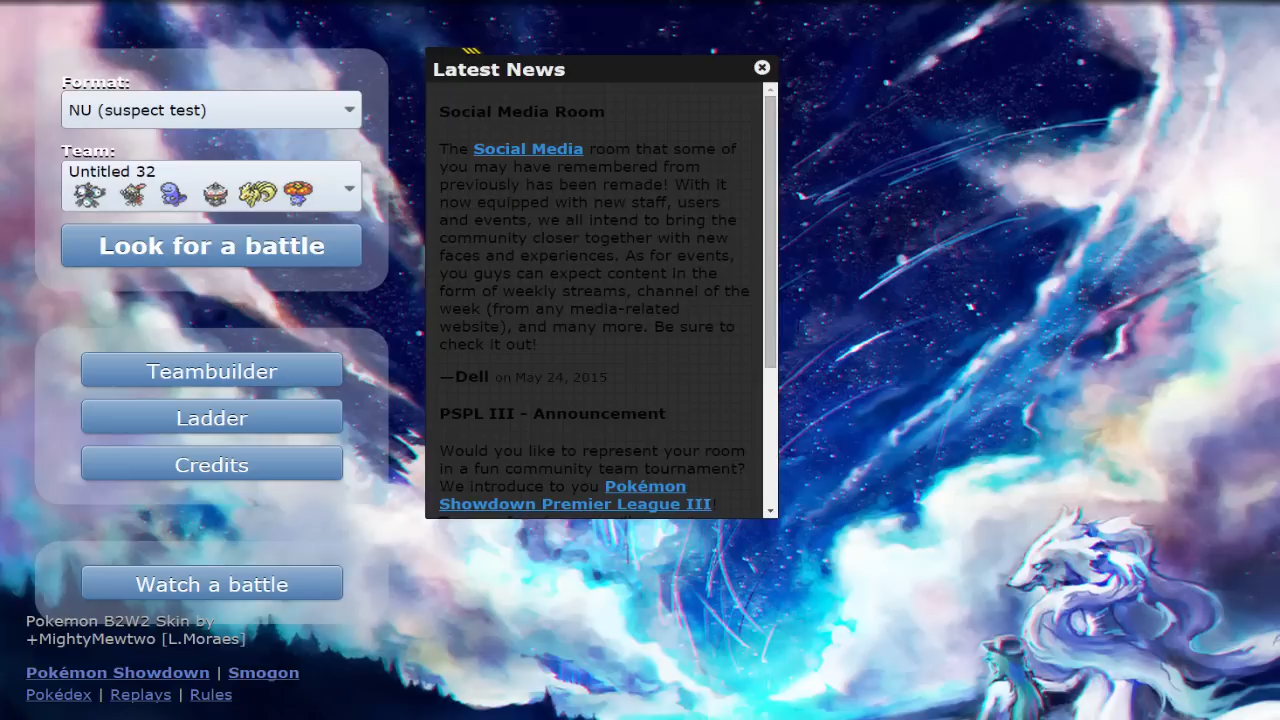 Format:
NU (suspect test)
Team:
Untitled 32
Look for a battle
Teambuilder
Ladder
Credits
Watch a battle
Pokemon B2W2 Skin by
+MightyMewtwo [L.Moraes]
Pokémon Showdown | Smogon
Pokédex | Replays | Rules
Latest News
Social Media Room
The Social Media room that some of
you may have remembered from
previously has been remade! With it
now equipped with new staff, users
and events, we all intend to bring the
community closer together with new
faces and experiences. As for events,
you guys can expect content in the
form of weekly streams, channel of the
week (from any media-related
website), and many more. Be sure to
check it out!
—Dell on May 24, 2015
PSPL III - Announcement
Would you like to represent your room
in a fun community team tournament?
We introduce to you Pokémon
Showdown Premier League III!